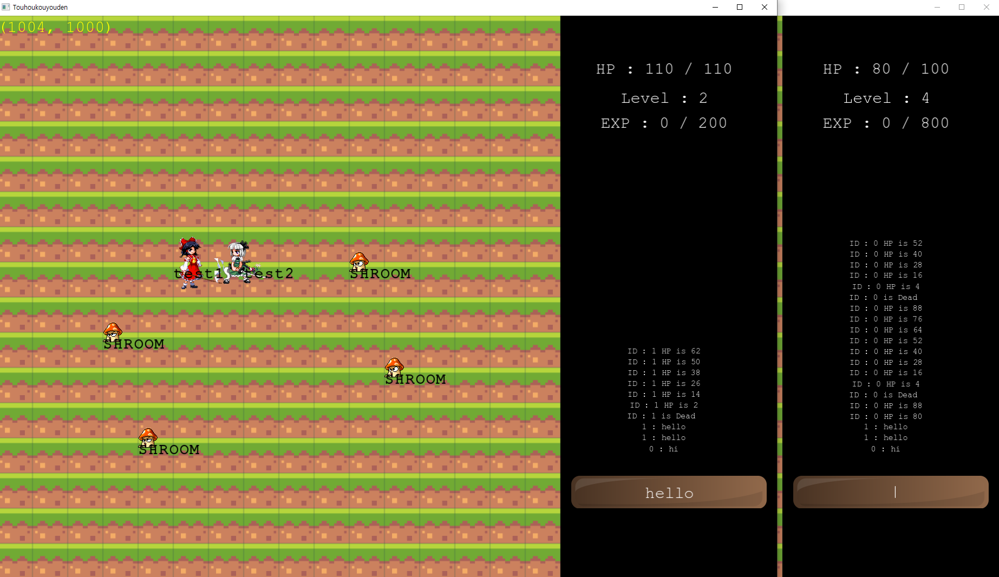 Touhoukouyouden
(1004, 1000)
test1
test2
SHROOM
SHROOM
SHROOM
SHROOM
HP : 110 / 110
Level : 2
EXP : 0 / 200
ID : 1 HP is 62
ID : 1 HP is 50
ID : 1 HP is 38
ID : 1 HP is 26
ID : 1 HP is 14
ID : 1 HP is 2
ID : 1 is Dead
1 : hello
1 : hello
0 : hi
hello
HP : 80 / 100
Level : 4
EXP : 0 / 800
ID : 0 HP is 52
ID : 0 HP is 40
ID : 0 HP is 28
ID : 0 HP is 16
ID : 0 HP is 4
ID : 0 is Dead
ID : 0 HP is 88
ID : 0 HP is 76
ID : 0 HP is 64
ID : 0 HP is 52
ID : 0 HP is 40
ID : 0 HP is 28
ID : 0 HP is 16
ID : 0 HP is 4
ID : 0 is Dead
ID : 0 HP is 88
ID : 0 HP is 80
1 : hello
1 : hello
0 : hi